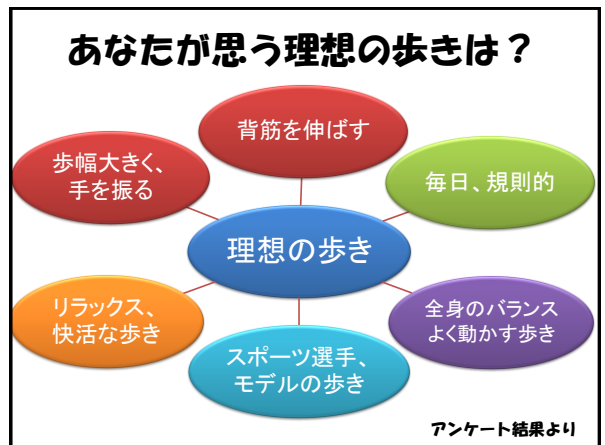 あなたが思う理想の歩きは？
背筋を伸ばす
歩幅大きく、
手を振る
毎日、規則的
理想の歩き
リラックス、
快活な歩き
全身のバランス
よく動かす歩き
スポーツ選手、
モデルの歩き
アンケート結果より